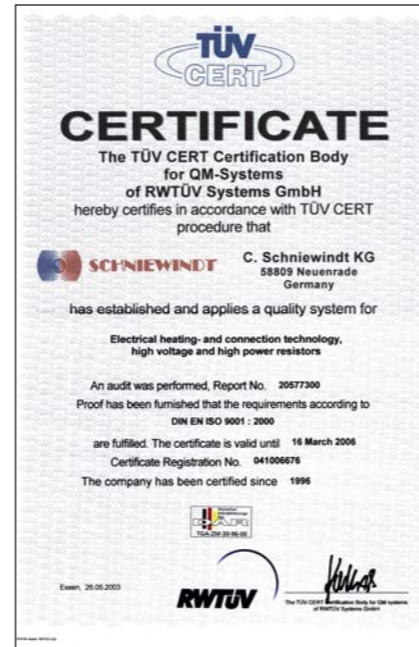 TÜV
CERT
CERTIFICATE
The TÜV CERT Certification Body
for QM-Systems
of RWTÜV Systems GmbH
hereby certifies in accordance with TÜV CERT
procedure that
SCHNIEWINDT
C. Schniewindt KG
58809 Neuenrade
Germany
has established and applies a quality system for
Electrical heating- and connection technology,
high voltage and high power resistors
An audit was performed, Report No. 20577300
Proof has been furnished that the requirements according to
DIN EN ISO 9001 : 2000
are fulfilled. The certificate is valid until 16 March 2006
Certificate Registration No. 041006676
The company has been certified since 1996
DAR
TGA-ZM-30-96-00
Essen, 26.05.2003
RWTÜV
The TÜV CERT Certification Body for QM systems
of RWTÜV Systems GmbH